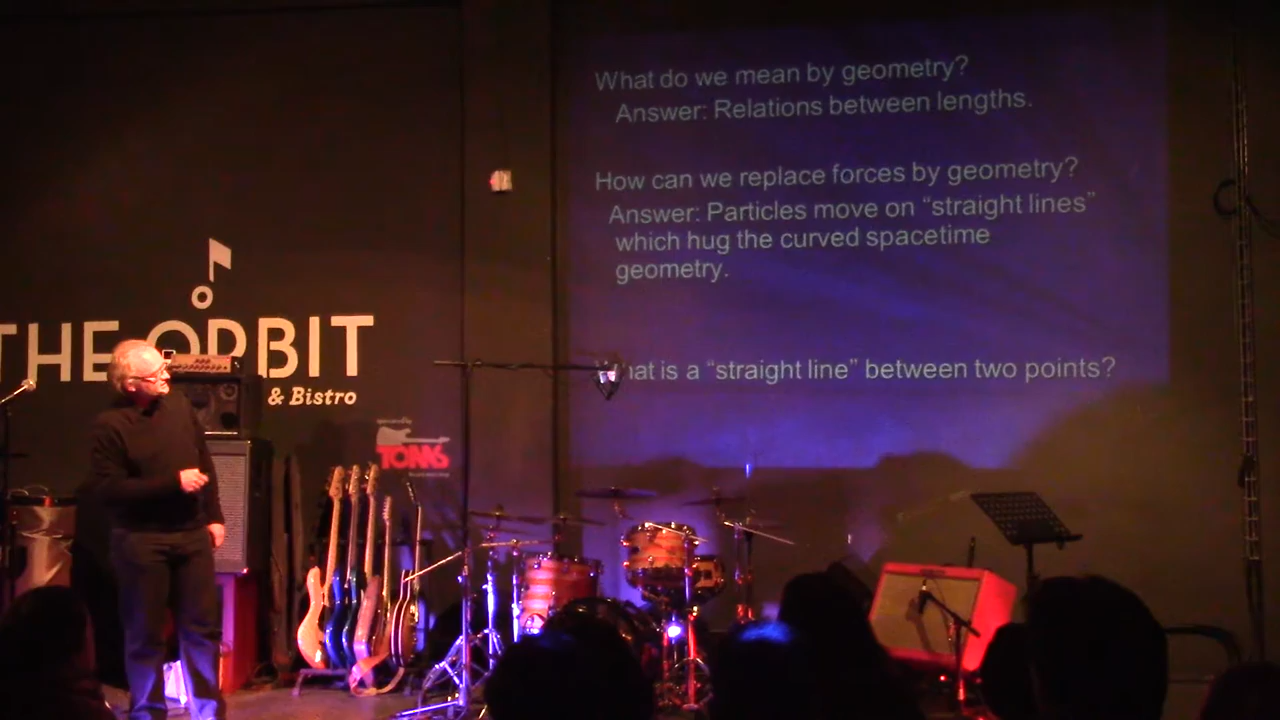 What do we mean by geometry?
Answer: Relations between lengths.
How can we replace forces by geometry?
Answer: Particles move on “straight lines”
which hug the curved spacetime
geometry.
is a “straight line” between two points?
THE ORBIT
& Bistro
TOMS